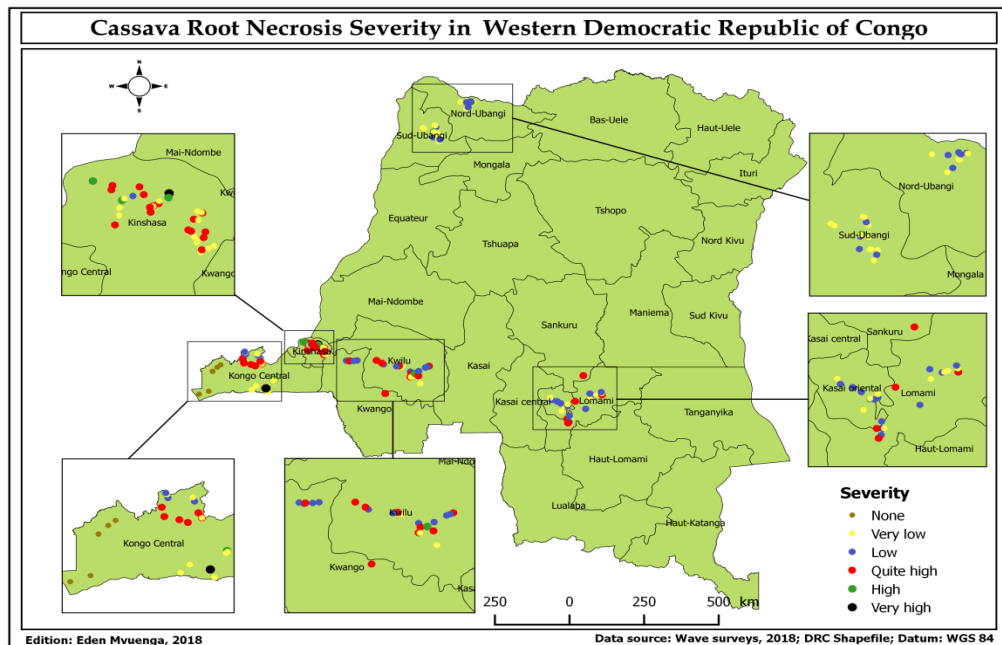 Cassava Root Necrosis Severity in Western Democratic Republic of Congo
N
W E
S
Nord-Ubangi
Sud-Ubangi
Bas-Uele
Haut-Uele
Mongala
Ituri
Equateur
Tshuapa
Tshopo
Nord Kivu
Mai-Ndombe
Sankuru
Maniema
Sud Kivu
Kinshasa
Kongo Central
Kwilu
Kasai
Kwango
Kasai central
Lomami
Tanganyika
Haut-Lomami
Lualaba
Haut-Katanga
Mai-Ndombe
Kw
Kinshasa
ongo Central
Kwango
Nord-Ubangi
Sud-Ubangi
Mongala
Sankuru
Kasai central
Kasai oriental
Lomami
Haut-Lomami
Kongo Central
Mai-Ndo
Kwilu
Kwango
Kasa
Severity
None
Very low
Low
Quite high
High
Very high
250 0 250 500 km
Edition: Eden Mvuenga, 2018
Data source: Wave surveys, 2018; DRC Shapefile; Datum: WGS 84